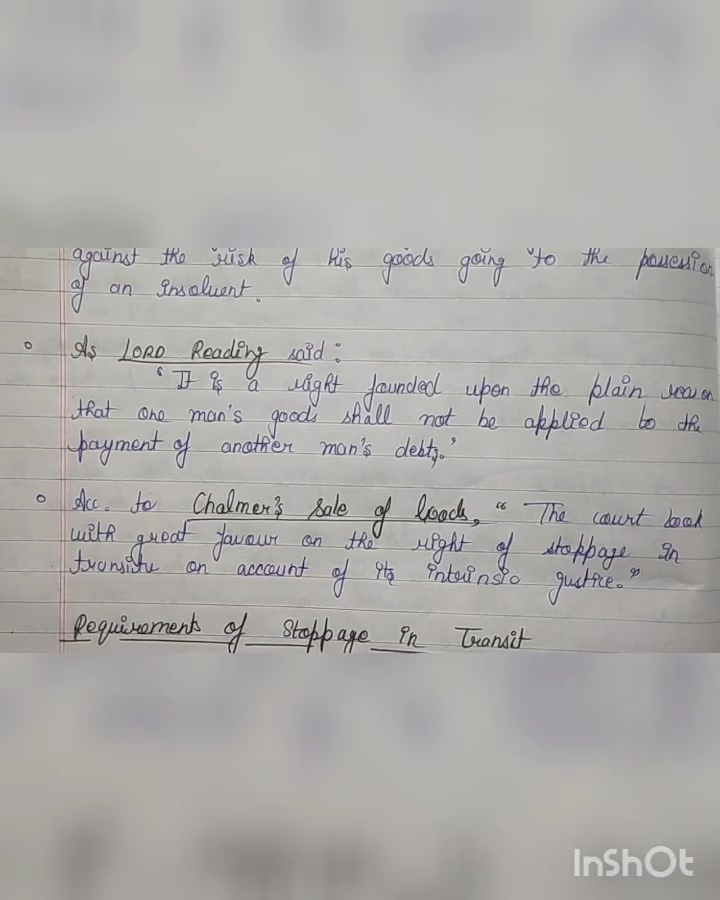 against the risk of his goods going to the possession
of an insolvent.
As LORD Reading said:
"It is a right founded upon the plain reason
that one man's goods shall not be applied to the
payment of another man's debts."
Acc. to Chalmer's Sale of Goods, "The court look
with great favour on the right of stoppage in
transitu on account of its intrinsic justice."
Requirements of Stoppage in Transit
InShOt